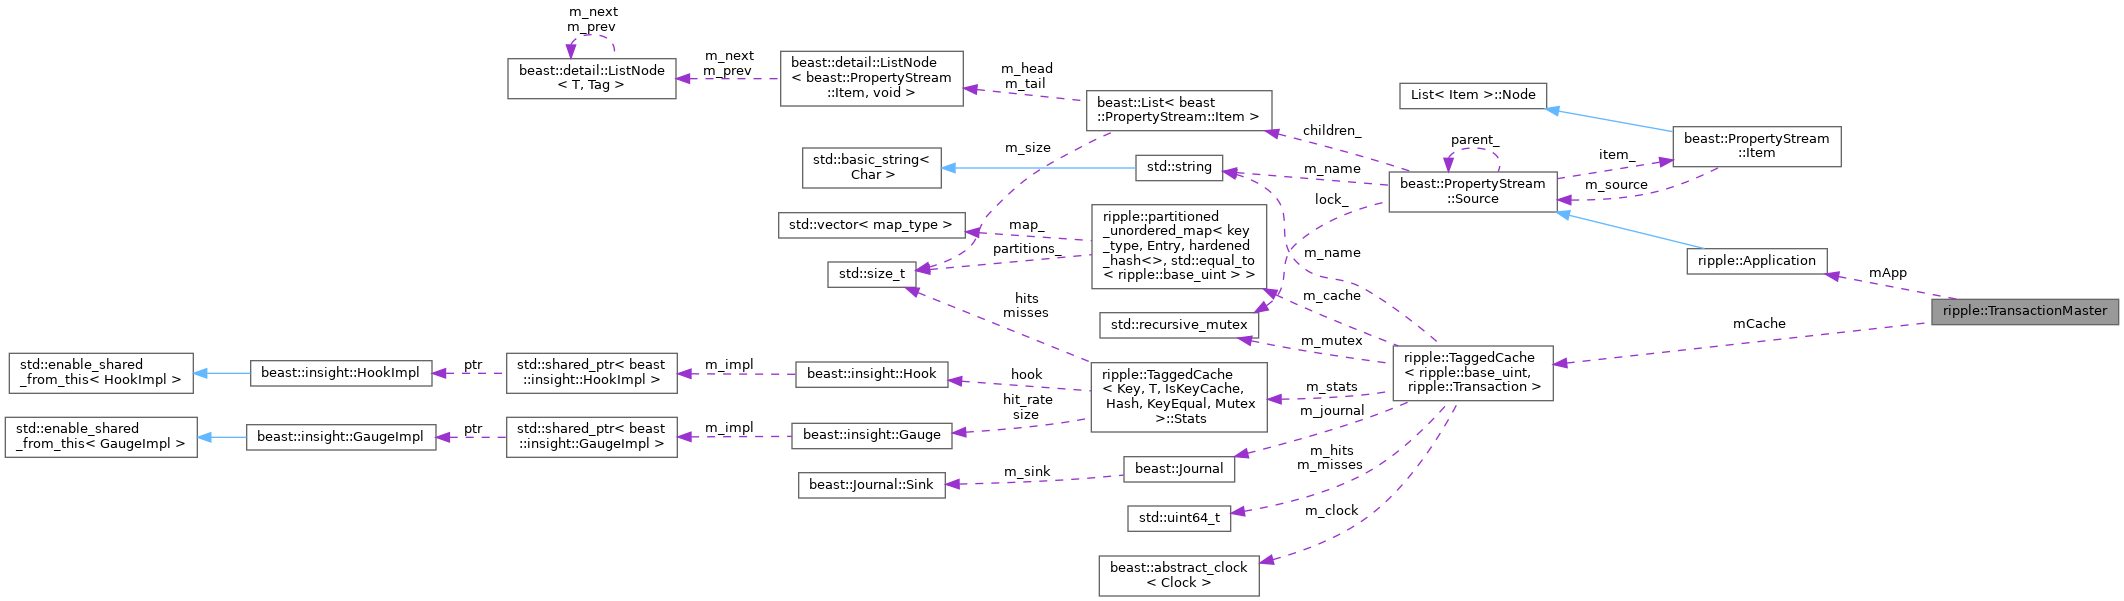 m_next
m_prev
beast::detail::ListNode
< T, Tag >
m_next
m_prev
beast::detail::ListNode
< beast::PropertyStream
::Item, void >
m_head
m_tail
beast::List< beast
::PropertyStream::Item >
List< Item >::Node
beast::PropertyStream
::Item
children_
parent_
item_
m_source
m_size
std::basic_string<
Char >
std::string
m_name
beast::PropertyStream
::Source
lock_
std::vector< map_type >
map_
partitions_
ripple::partitioned
_unordered_map< key
_type, Entry, hardened
_hash<>, std::equal_to
< ripple::base_uint > >
m_name
std::size_t
ripple::Application
mApp
ripple::TransactionMaster
m_cache
hits
misses
std::recursive_mutex
mCache
m_mutex
std::enable_shared
_from_this< HookImpl >
beast::insight::HookImpl
ptr
std::shared_ptr< beast
::insight::HookImpl >
m_impl
beast::insight::Hook
hook
hit_rate
size
ripple::TaggedCache
< Key, T, IsKeyCache,
Hash, KeyEqual, Mutex
>::Stats
m_stats
ripple::TaggedCache
< ripple::base_uint,
ripple::Transaction >
m_journal
std::enable_shared
_from_this< GaugeImpl >
beast::insight::GaugeImpl
ptr
std::shared_ptr< beast
::insight::GaugeImpl >
m_impl
beast::insight::Gauge
beast::Journal::Sink
m_sink
beast::Journal
m_hits
m_misses
std::uint64_t
m_clock
beast::abstract_clock
< Clock >